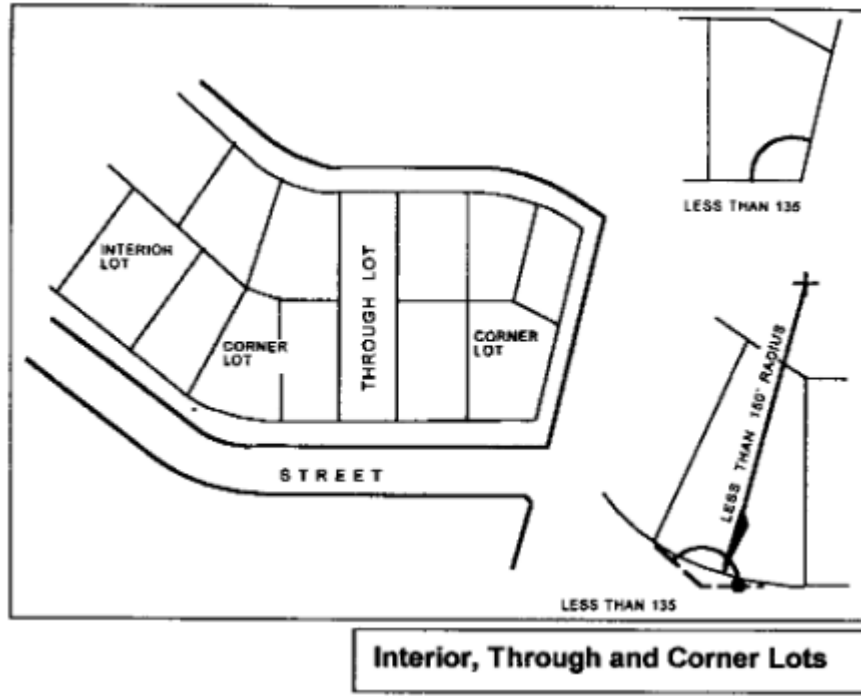 LESS THAN 135
INTERIOR
LOT
THROUGH LOT
CORNER
LOT
CORNER
LOT
LESS THAN 150' RADIUS
STREET
LESS THAN 135
Interior, Through and Corner Lots